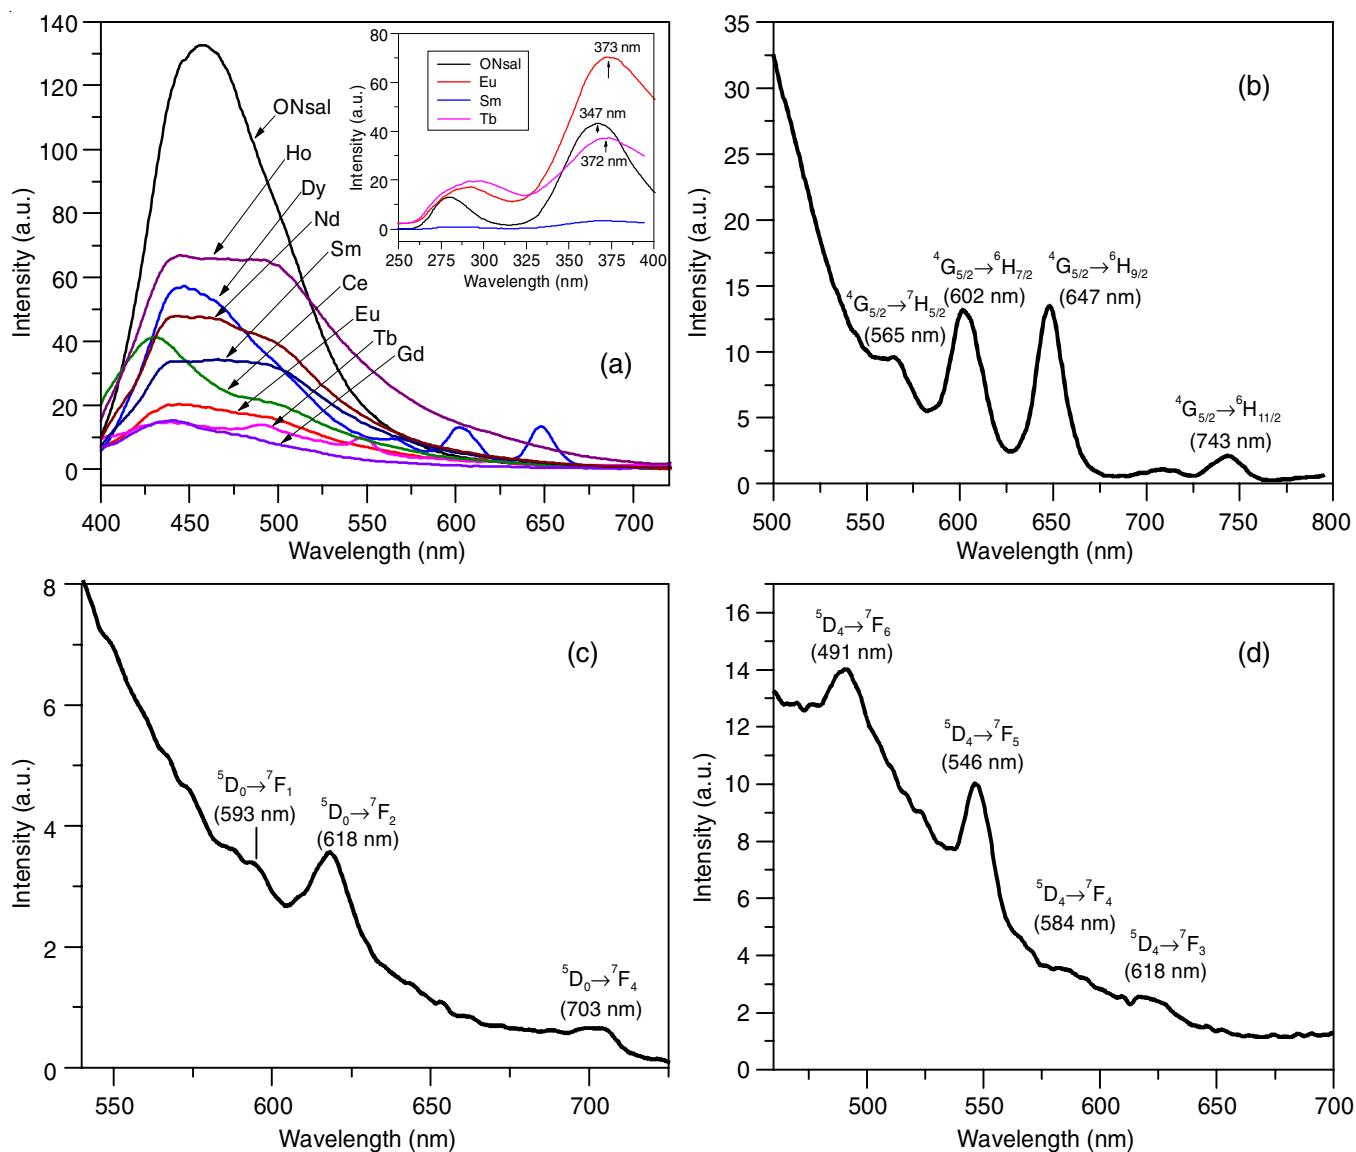 140
120
100
80
60
40
20
0
Intensity (a.u.)
400 450 500 550 600 650 700
Wavelength (nm)
ONsal
Ho
Dy
Nd
Sm
Ce
Eu
Tb
Gd
(a)
80
60
40
20
0
Intensity (a.u.)
250 275 300 325 350 375 400
Wavelength (nm)
ONsal
Eu
Sm
Tb
373 nm
347 nm
372 nm
35
30
25
20
15
10
5
0
Intensity (a.u.)
500 550 600 650 700 750 800
Wavelength (nm)
(b)
⁴G₅/₂→⁷H₅/₂
(565 nm)
⁴G₅/₂→⁶H₇/₂
(602 nm)
⁴G₅/₂→⁶H₉/₂
(647 nm)
⁴G₅/₂→⁶H₁₁/₂
(743 nm)
8
6
4
2
0
Intensity (a.u.)
550 600 650 700
Wavelength (nm)
(c)
⁵D₀→⁷F₁
(593 nm)
⁵D₀→⁷F₂
(618 nm)
⁵D₀→⁷F₄
(703 nm)
16
14
12
10
8
6
4
2
0
Intensity (a.u.)
500 550 600 650 700
Wavelength (nm)
(d)
⁵D₄→⁷F₆
(491 nm)
⁵D₄→⁷F₅
(546 nm)
⁵D₄→⁷F₄
(584 nm)
⁵D₄→⁷F₃
(618 nm)